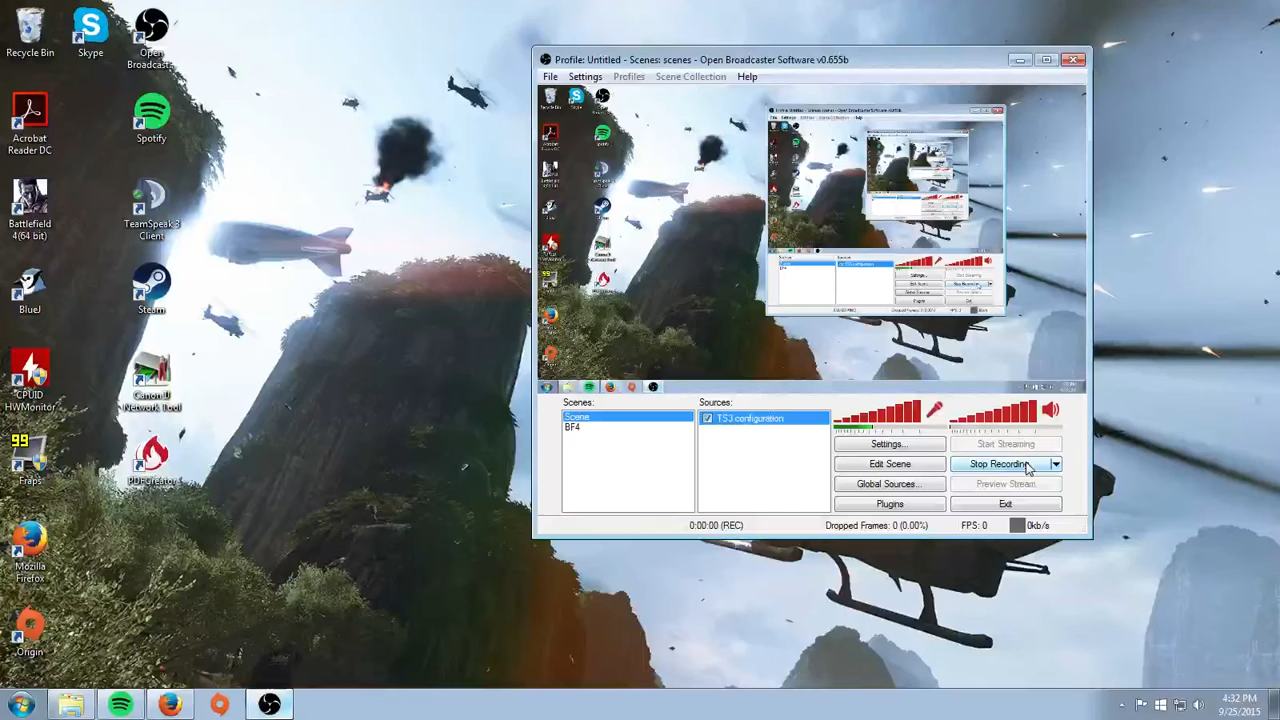 Recycle Bin
Skype
Open
Broadcast...
Acrobat
Reader DC
Spotify
Battlefield
4(64 bit)
TeamSpeak 3
Client
BlueJ
Steam
CPUID
HWMonitor
Canon IJ
Network Tool
99
Fraps
PDFCreator
Mozilla
Firefox
Origin
Profile: Untitled - Scenes: scenes - Open Broadcaster Software v0.655b
File Settings Profiles Scene Collection Help
Scenes:
Scene
BF4
Sources:
TS3 configuration
Settings...
Start Streaming
Edit Scene
Stop Recording
Global Sources...
Preview Stream
Plugins
Exit
0:00:00 (REC)
Dropped Frames: 0 (0.00%)
FPS: 0
0kb/s
4:32 PM
9/25/2015